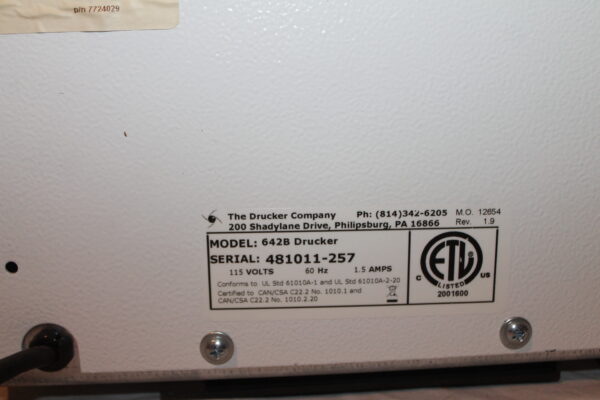 p/n 7724029
The Drucker Company Ph: (814)342-6205 M.O. 12654
200 Shadylane Drive, Philipsburg, PA 16866 Rev. 1.9
MODEL: 642B Drucker
SERIAL: 481011-257
115 VOLTS 60 Hz 1.5 AMPS
Conforms to UL Std 61010A-1 and UL Std 61010A-2-20
Certified to CAN/CSA C22.2 No. 1010.1 and
CAN/CSA C22.2 No. 1010.2.20
ETL
C US
LISTED
2001600